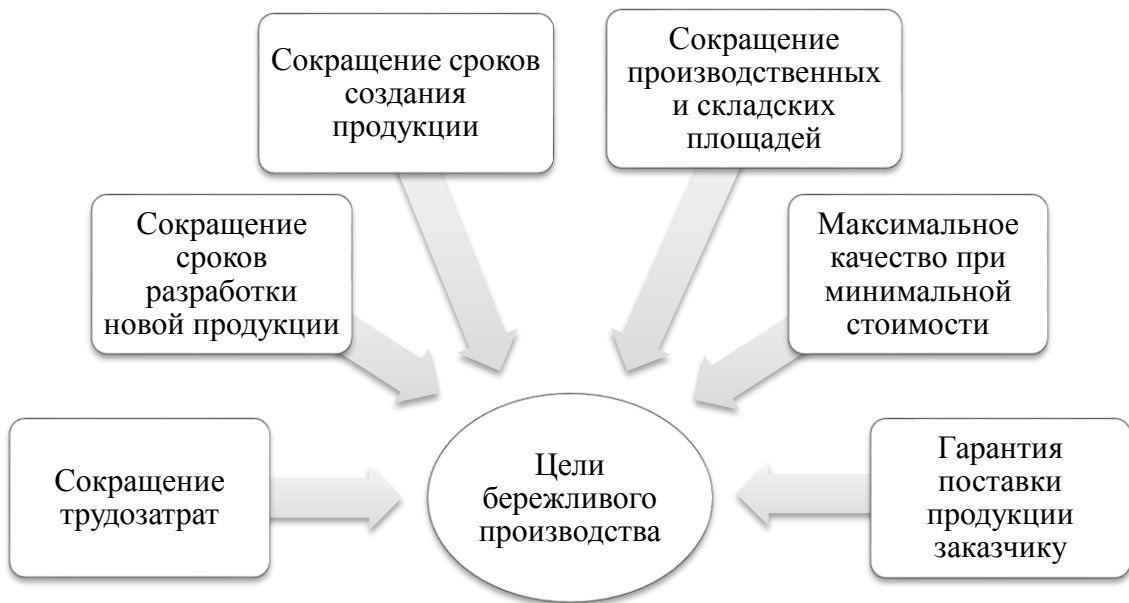 Сокращение сроков
создания
продукции
Сокращение
производственных
и складских
площадей
Сокращение
сроков
разработки
новой продукции
Максимальное
качество при
минимальной
стоимости
Сокращение
трудозатрат
Цели
бережливого
производства
Гарантия
поставки
продукции
заказчику